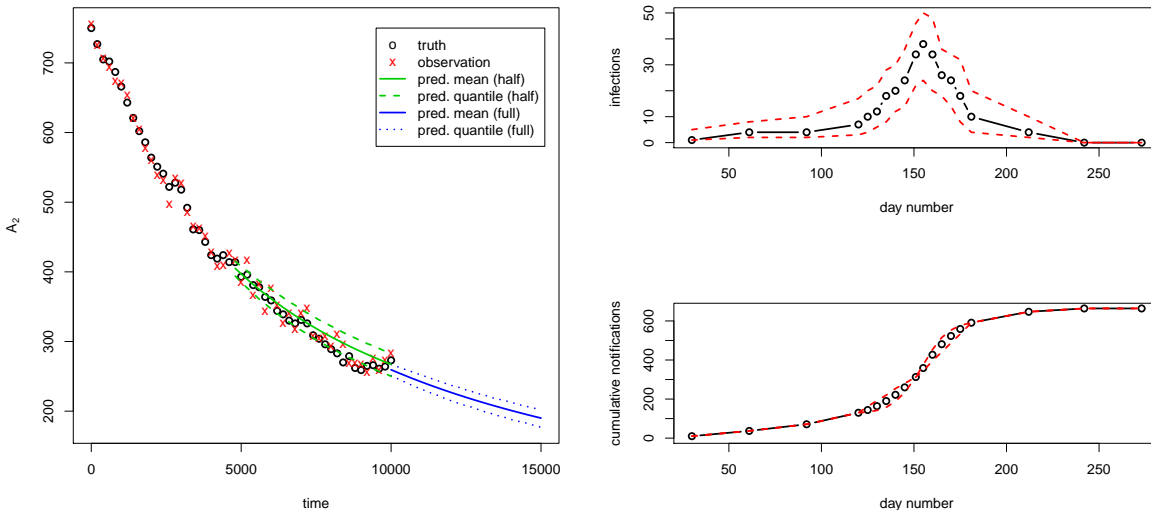 A2
700
600
500
400
300
200
0
5000
10000
15000
time
truth
x observation
pred. mean (half)
pred. quantile (half)
pred. mean (full)
pred. quantile (full)
infections
50
30
10
0
50
100
150
200
250
day number
cumulative notifications
600
400
200
0
50
100
150
200
250
day number